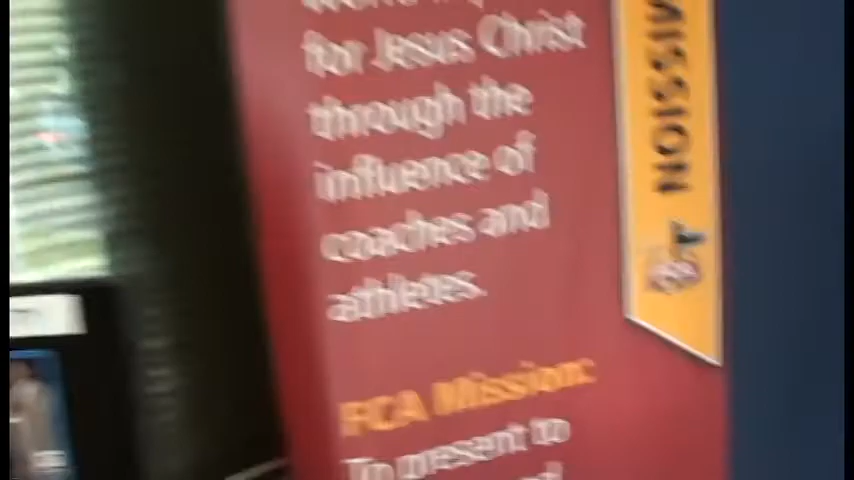 for Jesus Christ
through the
influence of
coaches and
athletes.
FCA Mission:
To present to
MISSION